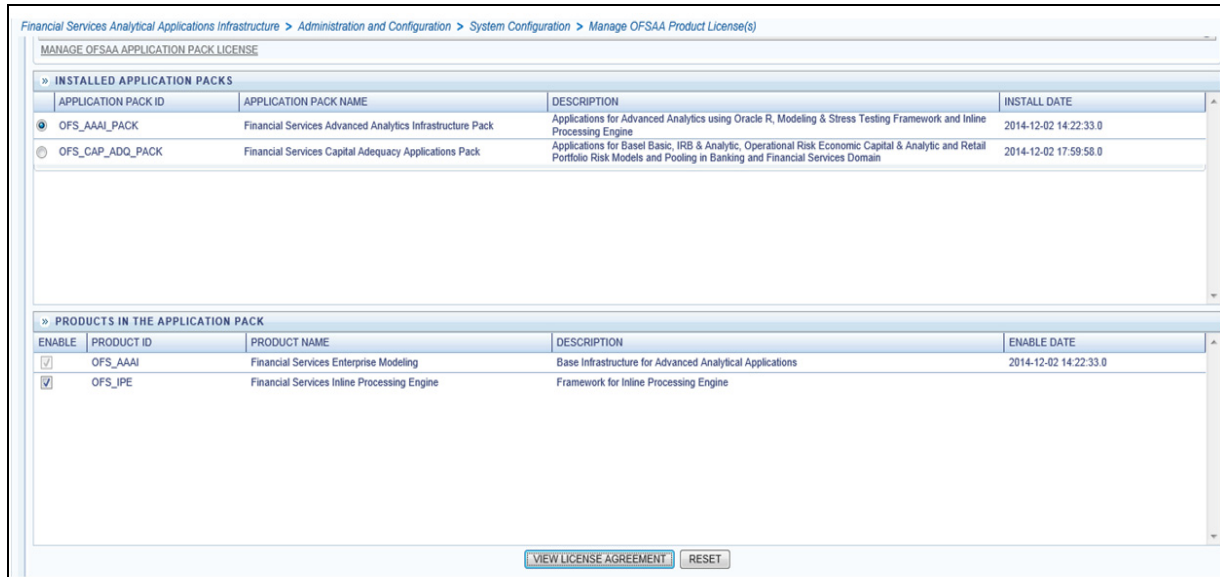 Financial Services Analytical Applications Infrastructure > Administration and Configuration > System Configuration > Manage OFSAA Product License(s)
MANAGE OFSAA APPLICATION PACK LICENSE
» INSTALLED APPLICATION PACKS
APPLICATION PACK ID APPLICATION PACK NAME DESCRIPTION INSTALL DATE
OFS_AAAI_PACK Financial Services Advanced Analytics Infrastructure Pack Applications for Advanced Analytics using Oracle R, Modeling & Stress Testing Framework and Inline 2014-12-02 14:22:33.0
Processing Engine
OFS_CAP_ADQ_PACK Financial Services Capital Adequacy Applications Pack Applications for Basel Basic, IRB & Analytic, Operational Risk Economic Capital & Analytic and Retail 2014-12-02 17:59:58.0
Portfolio Risk Models and Pooling in Banking and Financial Services Domain
» PRODUCTS IN THE APPLICATION PACK
ENABLE PRODUCT ID PRODUCT NAME DESCRIPTION ENABLE DATE
OFS_AAAI Financial Services Enterprise Modeling Base Infrastructure for Advanced Analytical Applications 2014-12-02 14:22:33.0
OFS_IPE Financial Services Inline Processing Engine Framework for Inline Processing Engine
VIEW LICENSE AGREEMENT RESET